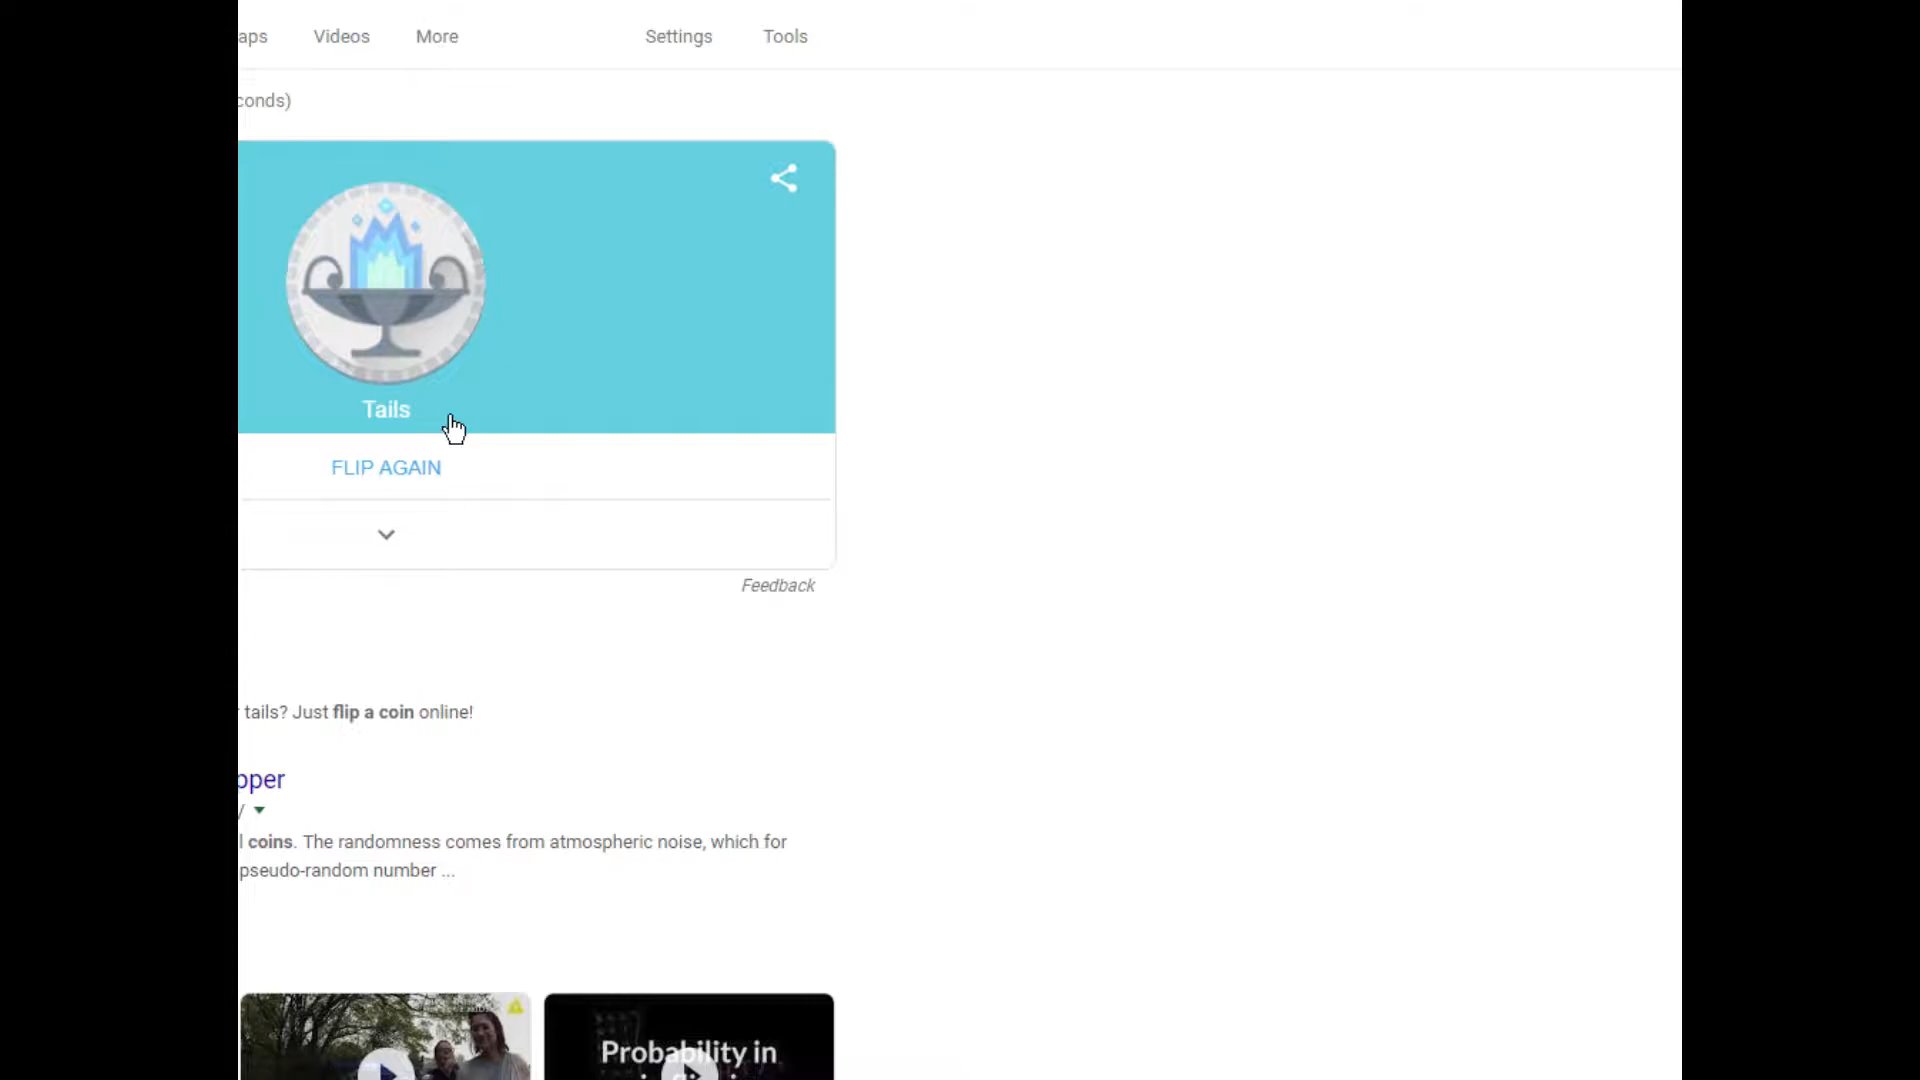 aps Videos More Settings Tools
conds)
Tails
FLIP AGAIN
Feedback
tails? Just flip a coin online!
pper
/
l coins. The randomness comes from atmospheric noise, which for
pseudo-random number ...
Probability in